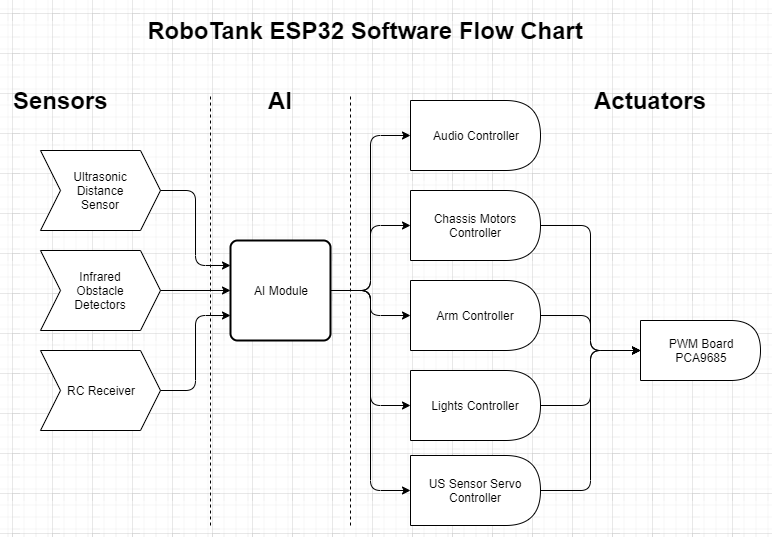 RoboTank ESP32 Software Flow Chart
Sensors
AI
Actuators
Ultrasonic
Distance
Sensor
Infrared
Obstacle
Detectors
RC Receiver
AI Module
Audio Controller
Chassis Motors
Controller
Arm Controller
Lights Controller
US Sensor Servo
Controller
PWM Board
PCA9685